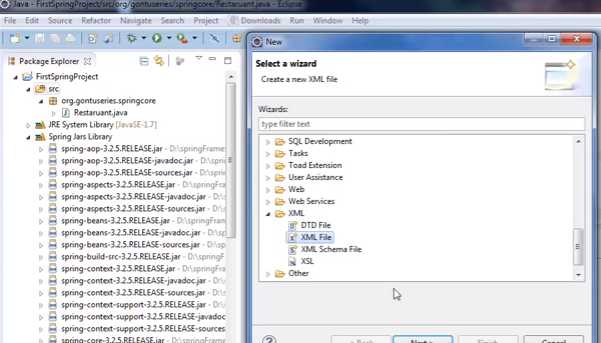 Java - FirstSpringProject/src/org/gontuseries/springcore/Restaruant.java - Eclipse
File Edit Source Refactor Navigate Search Project Downloads Run Window Help
Package Explorer
FirstSpringProject
src
org.gontuseries.springcore
Restaruant.java
JRE System Library [JavaSE-1.7]
Spring Jars Library
spring-aop-3.2.5.RELEASE.jar - D:\springFrame
spring-aop-3.2.5.RELEASE-javadoc.jar - D:\spri
spring-aop-3.2.5.RELEASE-sources.jar - D:\spri
spring-aspects-3.2.5.RELEASE.jar - D:\springFr
spring-aspects-3.2.5.RELEASE-javadoc.jar - D:\
spring-aspects-3.2.5.RELEASE-sources.jar - D:\
spring-beans-3.2.5.RELEASE.jar - D:\springFra
spring-beans-3.2.5.RELEASE-javadoc.jar - D:\s
spring-beans-3.2.5.RELEASE-sources.jar - D:\s
spring-build-src-3.2.5.RELEASE.jar - D:\spring
spring-context-3.2.5.RELEASE.jar - D:\springF
spring-context-3.2.5.RELEASE-javadoc.jar - D:
spring-context-3.2.5.RELEASE-sources.jar - D:
spring-context-support-3.2.5.RELEASE.jar - D:
spring-context-support-3.2.5.RELEASE-javado
spring-context-support-3.2.5.RELEASE-sources
spring-core-3.2.5.RELEASE.jar - D:\springFram
New
Select a wizard
Create a new XML file
Wizards:
type filter text
SQL Development
Tasks
Toad Extension
User Assistance
Web
Web Services
XML
DTD File
XML File
XML Schema File
XSL
Other
< Back
Next >
Finish
Cancel